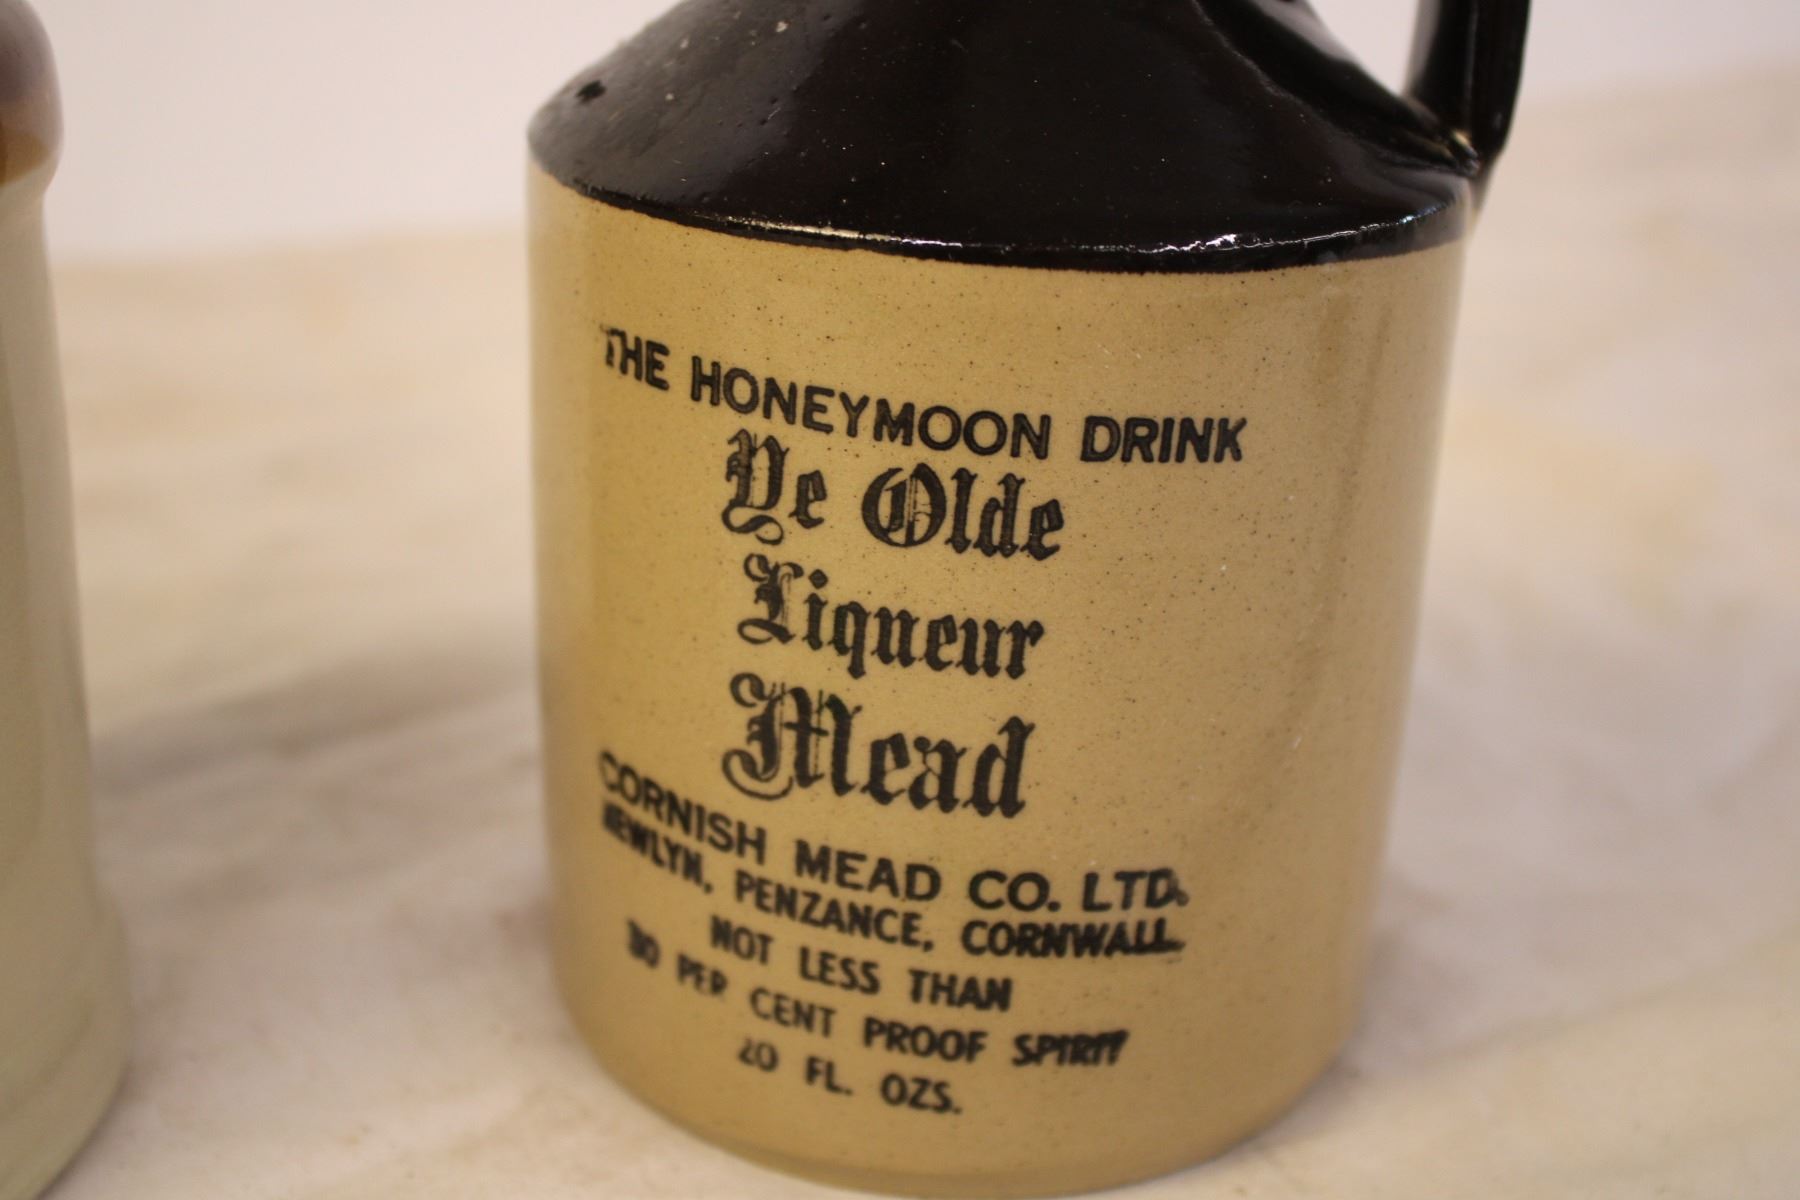 THE HONEYMOON DRINK
Ye Olde
Liqueur
Mead
CORNISH MEAD CO. LTD.
NEWLYN, PENZANCE, CORNWALL
NOT LESS THAN
PER CENT PROOF SPIRIT
20 FL. OZS.